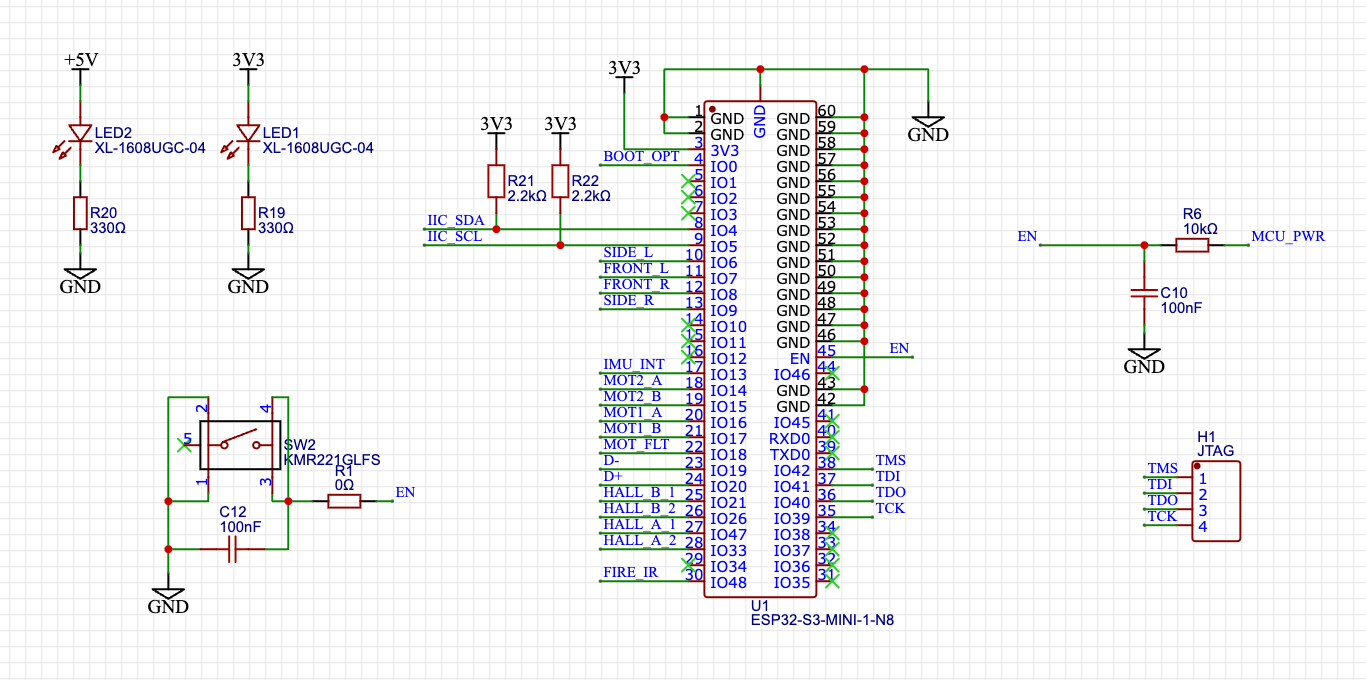 +5V
LED2
XL-1608UGC-04
R20
330Ω
GND
3V3
LED1
XL-1608UGC-04
R19
330Ω
GND
2
4
5
1
3
SW2
KMR221GLFS
R1
0Ω
EN
C12
100nF
GND
3V3
R21
2.2kΩ
3V3
R22
2.2kΩ
3V3
GND
GND
BOOT_OPT
IIC_SDA
IIC_SCL
SIDE_L
FRONT_L
FRONT_R
SIDE_R
IMU_INT
MOT2_A
MOT2_B
MOT1_A
MOT1_B
MOT_FLT
D-
D+
HALL_B_1
HALL_B_2
HALL_A_1
HALL_A_2
FIRE_IR
1 GND GND 60
2 GND GND 59
3 3V3 GND 58
4 IO0 GND 57
5 IO1 GND 56
6 IO2 GND 55
7 IO3 GND 54
8 IO4 GND 53
9 IO5 GND 52
10 IO6 GND 51
11 IO7 GND 50
12 IO8 GND 49
13 IO9 GND 48
14 IO10 GND 47
15 IO11 GND 46
16 IO12 EN 45
17 IO13 IO46 44
18 IO14 GND 43
19 IO15 GND 42
20 IO16 IO45 41
21 IO17 RXD0 40
22 IO18 TXD0 39
23 IO19 IO42 38
24 IO20 IO41 37
25 IO21 IO40 36
26 IO26 IO39 35
27 IO47 IO38 34
28 IO33 IO37 33
29 IO34 IO36 32
30 IO48 IO35 31
EN
TMS
TDI
TDO
TCK
U1
ESP32-S3-MINI-1-N8
EN
R6
10kΩ
MCU_PWR
C10
100nF
GND
H1
JTAG
TMS 1
TDI 2
TDO 3
TCK 4